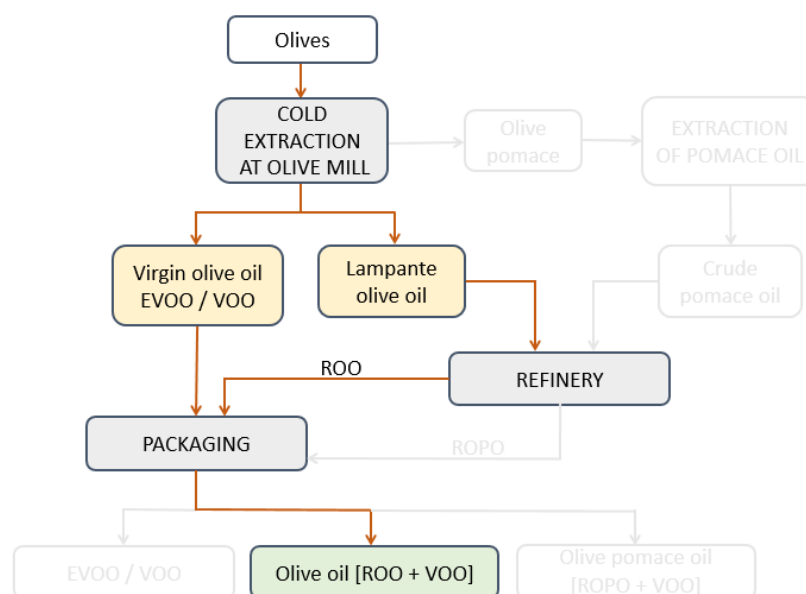 Olives
COLD
EXTRACTION
AT OLIVE MILL
Olive
pomace
EXTRACTION
OF POMACE OIL
Virgin olive oil
EVOO / VOO
Lampante
olive oil
Crude
pomace oil
ROO
REFINERY
PACKAGING
ROPO
EVOO / VOO
Olive oil [ROO + VOO]
Olive pomace oil
[ROPO + VOO]